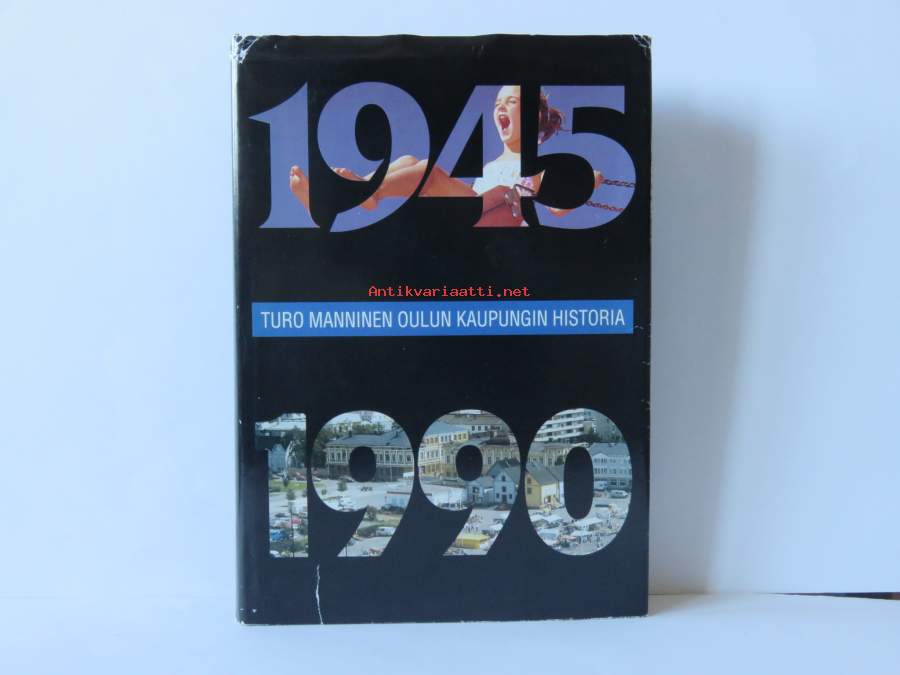 1945
Antikvariaatti.net
TURO MANNINEN OULUN KAUPUNGIN HISTORIA
1990